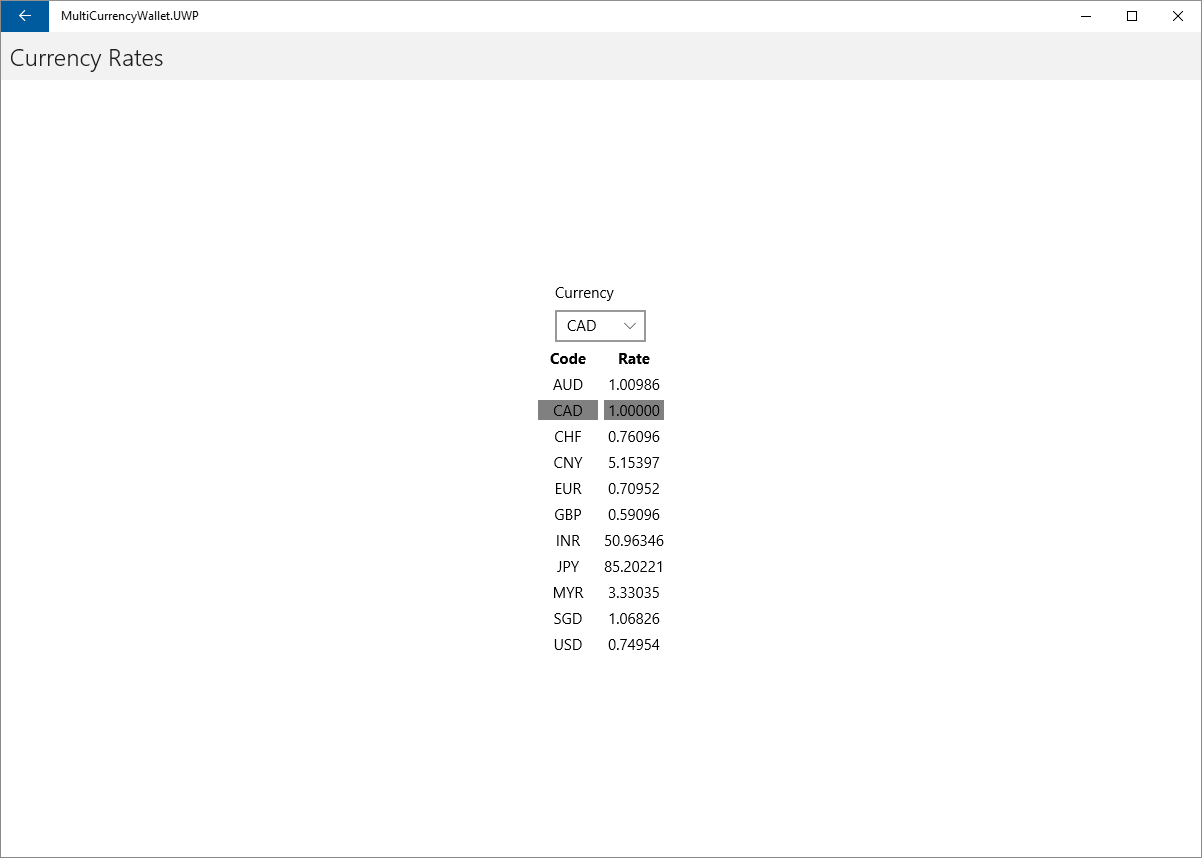 MultiCurrencyWallet.UWP
Currency Rates
Currency
CAD
Code Rate
AUD 1.00986
CAD 1.00000
CHF 0.76096
CNY 5.15397
EUR 0.70952
GBP 0.59096
INR 50.96346
JPY 85.20221
MYR 3.33035
SGD 1.06826
USD 0.74954